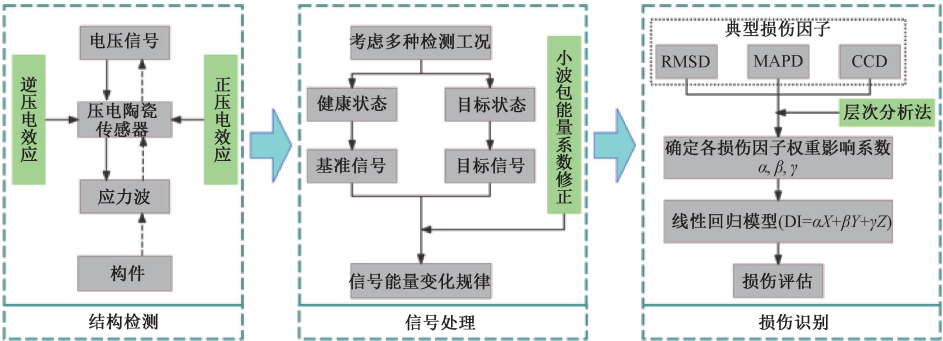 电压信号
逆压电效应
压电陶瓷
传感器
正压电效应
应力波
构件
结构检测
考虑多种检测工况
健康状态
目标状态
基准信号
目标信号
小波包能量系数修正
信号能量变化规律
信号处理
典型损伤因子
RMSD
MAPD
CCD
层次分析法
确定各损伤因子权重影响系数
α, β, γ
线性回归模型(DI=αX+βY+γZ)
损伤评估
损伤识别